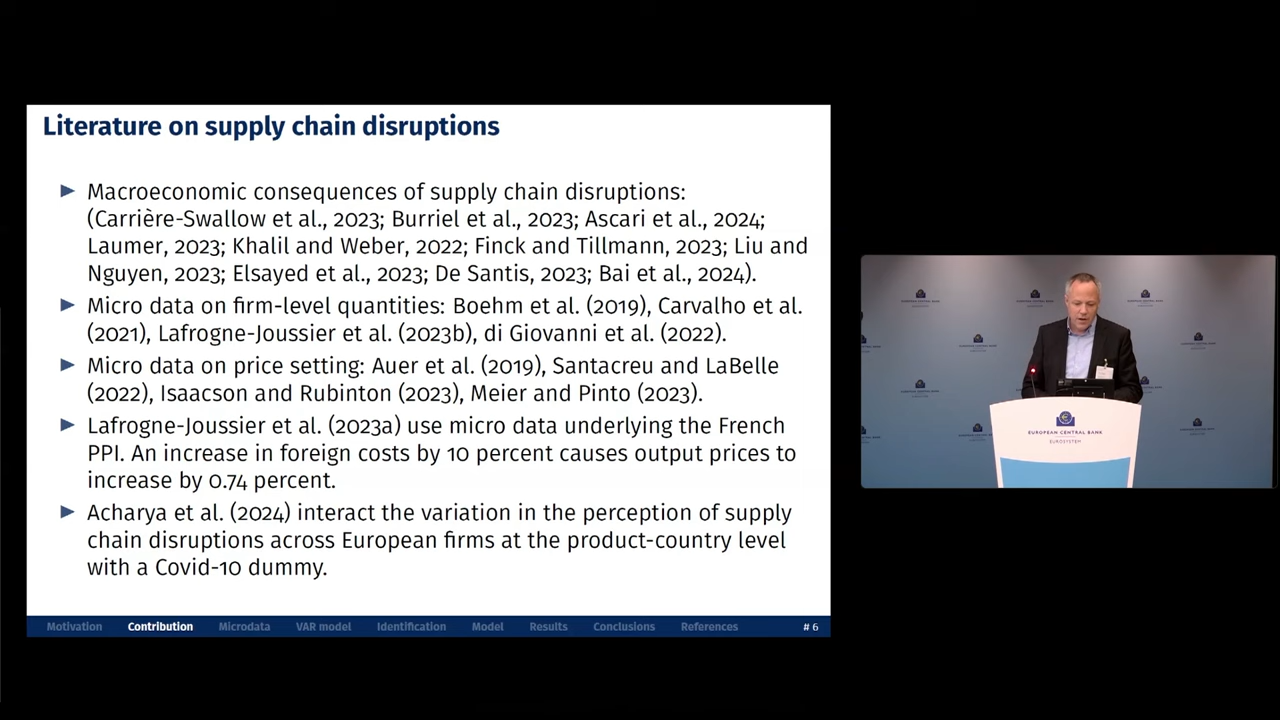 Literature on supply chain disruptions
▶ Macroeconomic consequences of supply chain disruptions:
(Carrière-Swallow et al., 2023; Burriel et al., 2023; Ascari et al., 2024;
Laumer, 2023; Khalil and Weber, 2022; Finck and Tillmann, 2023; Liu and
Nguyen, 2023; Elsayed et al., 2023; De Santis, 2023; Bai et al., 2024).
▶ Micro data on firm-level quantities: Boehm et al. (2019), Carvalho et al.
(2021), Lafrogne-Joussier et al. (2023b), di Giovanni et al. (2022).
▶ Micro data on price setting: Auer et al. (2019), Santacreu and LaBelle
(2022), Isaacson and Rubinton (2023), Meier and Pinto (2023).
▶ Lafrogne-Joussier et al. (2023a) use micro data underlying the French
PPI. An increase in foreign costs by 10 percent causes output prices to
increase by 0.74 percent.
▶ Acharya et al. (2024) interact the variation in the perception of supply
chain disruptions across European firms at the product-country level
with a Covid-10 dummy.
Motivation Contribution Microdata VAR model Identification Model Results Conclusions References # 6
EUROPEAN CENTRAL BANK
EUROSYSTEM